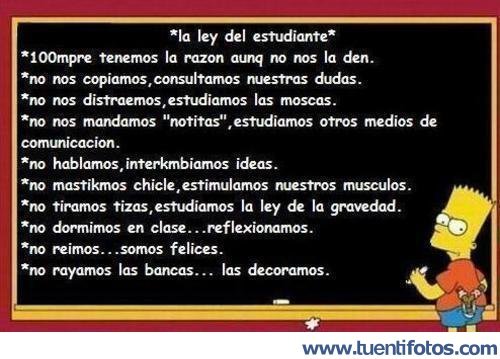 *la ley del estudiante*
*100mpre tenemos la razon aunq no nos la den.
*no nos copiamos,consultamos nuestras dudas.
*no nos distraemos,estudiamos las moscas.
*no nos mandamos "notitas",estudiamos otros medios de
comunicacion.
*no hablamos,interkmbiamos ideas.
*no mastikmos chicle,estimulamos nuestros musculos.
*no tiramos tizas,estudiamos la ley de la gravedad.
*no dormimos en clase...reflexionamos.
*no reimos...somos felices.
*no rayamos las bancas... las decoramos.
www.tuentifotos.com